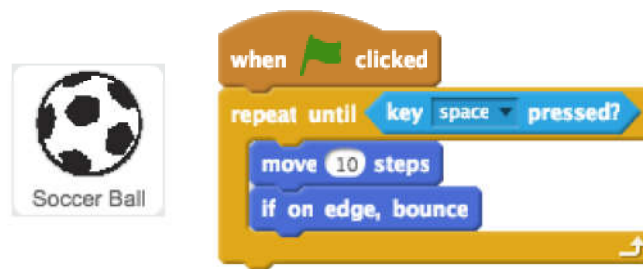 Soccer Ball
when clicked
repeat until key space pressed?
move 10 steps
if on edge, bounce